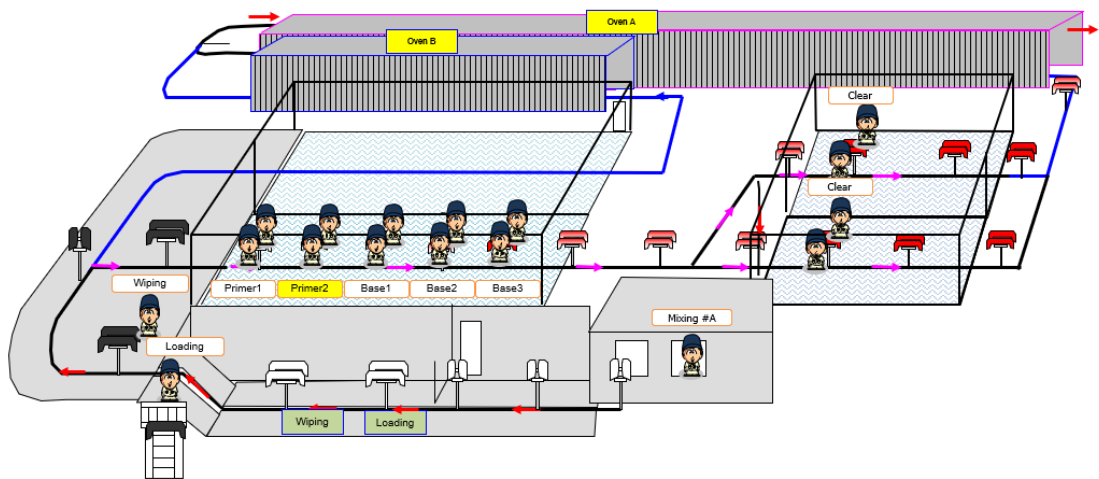 Oven A
Oven B
Clear
Clear
Wiping
Primer1
Primer2
Base1
Base2
Base3
Loading
Mixing #A
Wiping
Loading